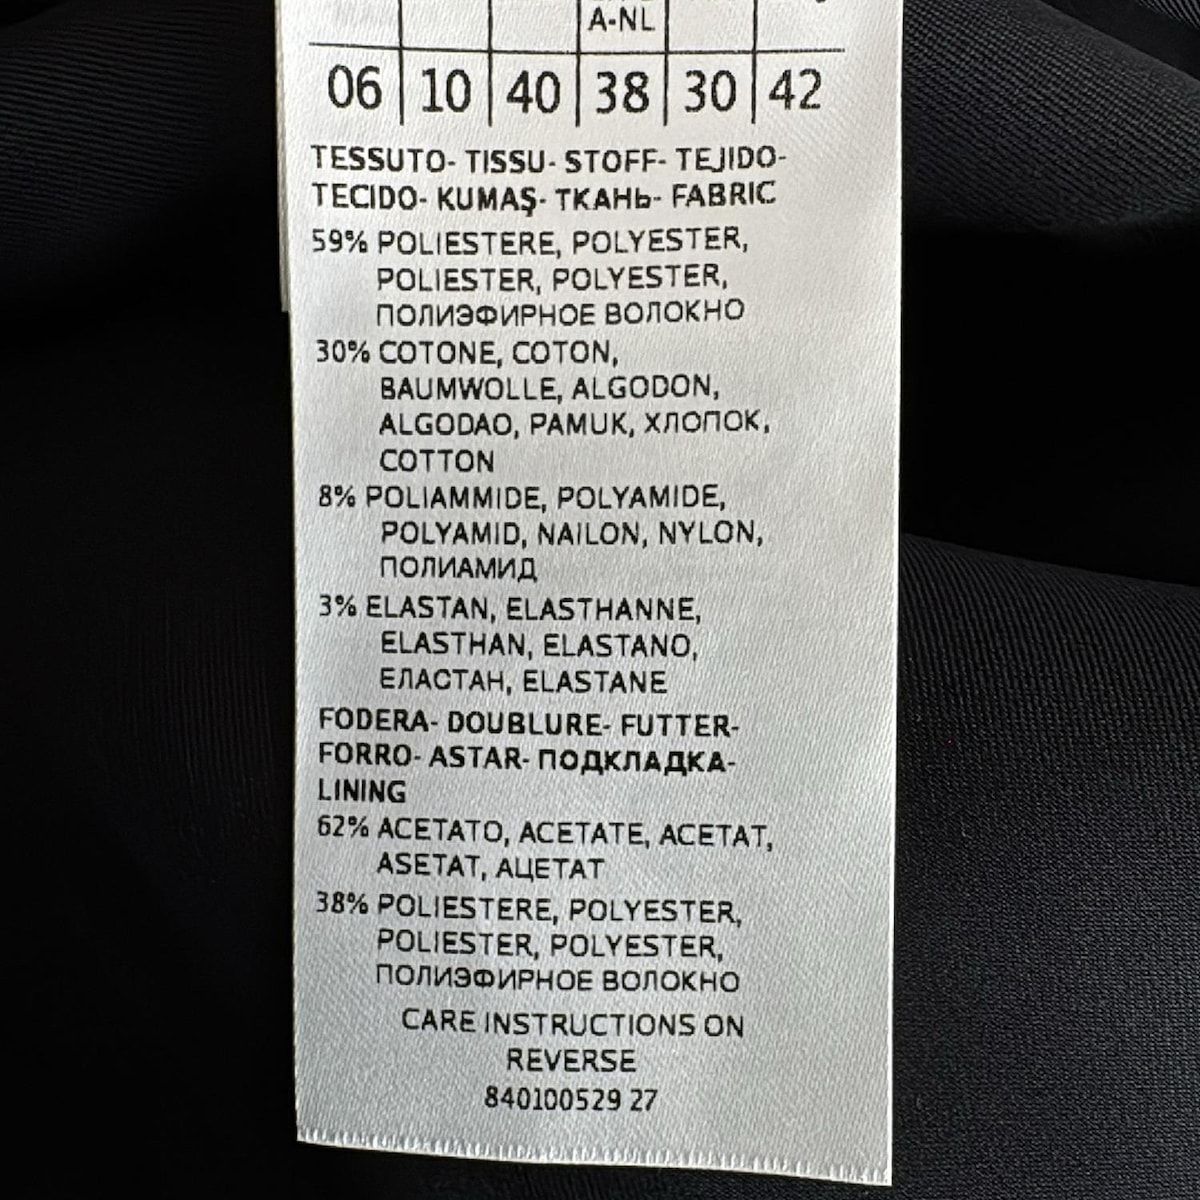 A-NL
06 10 40 38 30 42
TESSUTO- TISSU- STOFF- TEJIDO-
TECIDO- KUMAŞ- ТКАНЬ- FABRIC
59% POLIESTERE, POLYESTER,
POLIESTER, POLYESTER,
ПОЛИЭФИРНОЕ ВОЛОКНО
30% COTONE, COTON,
BAUMWOLLE, ALGODON,
ALGODAO, PAMUK, ХЛОПОК,
COTTON
8% POLIAMMIDE, POLYAMIDE,
POLYAMID, NAILON, NYLON,
ПОЛИАМИД
3% ELASTAN, ELASTHANNE,
ELASTHAN, ELASTANO,
ЕЛАСТАН, ELASTANE
FODERA- DOUBLURE- FUTTER-
FORRO- ASTAR- ПОДКЛАДКА-
LINING
62% ACETATO, ACETATE, ACETAT,
ASETAT, АЦЕТАТ
38% POLIESTERE, POLYESTER,
POLIESTER, POLYESTER,
ПОЛИЭФИРНОЕ ВОЛОКНО
CARE INSTRUCTIONS ON
REVERSE
840100529 27